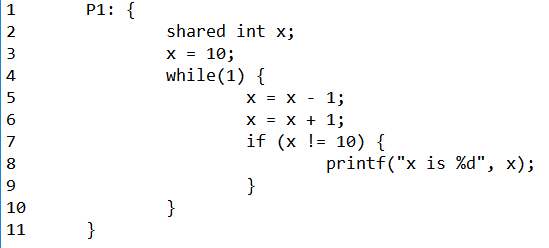 1 P1: {
2 shared int x;
3 x = 10;
4 while(1) {
5 x = x - 1;
6 x = x + 1;
7 if (x != 10) {
8 printf("x is %d", x);
9 }
10 }
11 }